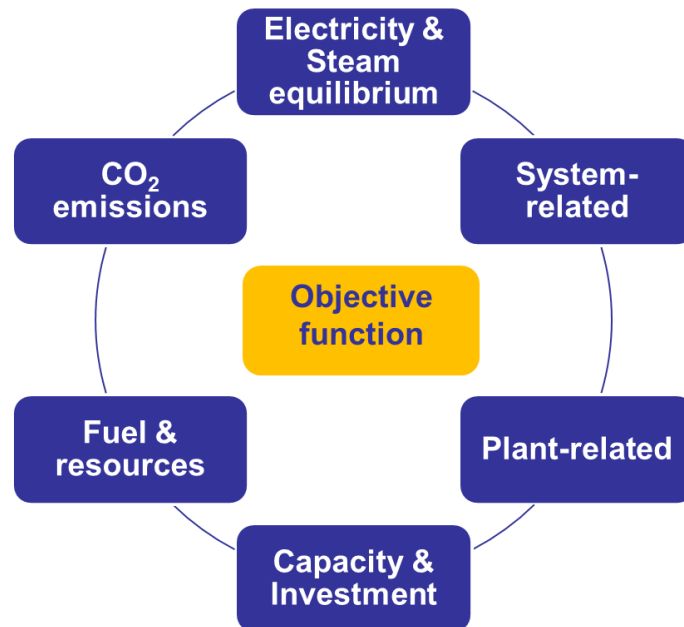 Electricity &
Steam
equilibrium
CO₂
emissions
System-
related
Objective
function
Fuel &
resources
Plant-related
Capacity &
Investment